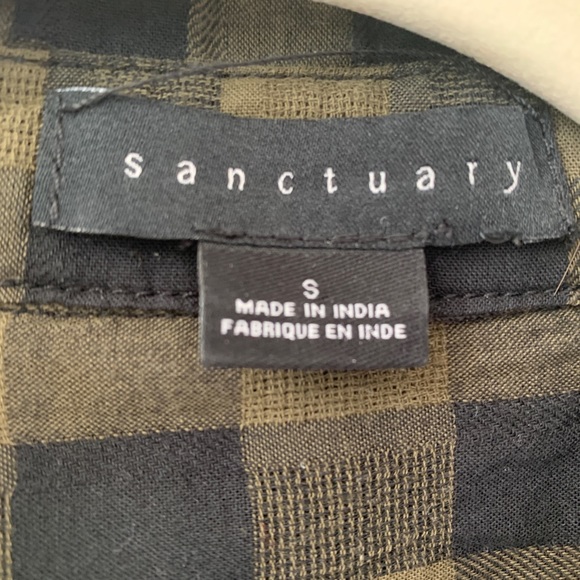 sanctuary
S
MADE IN INDIA
FABRIQUE EN INDE